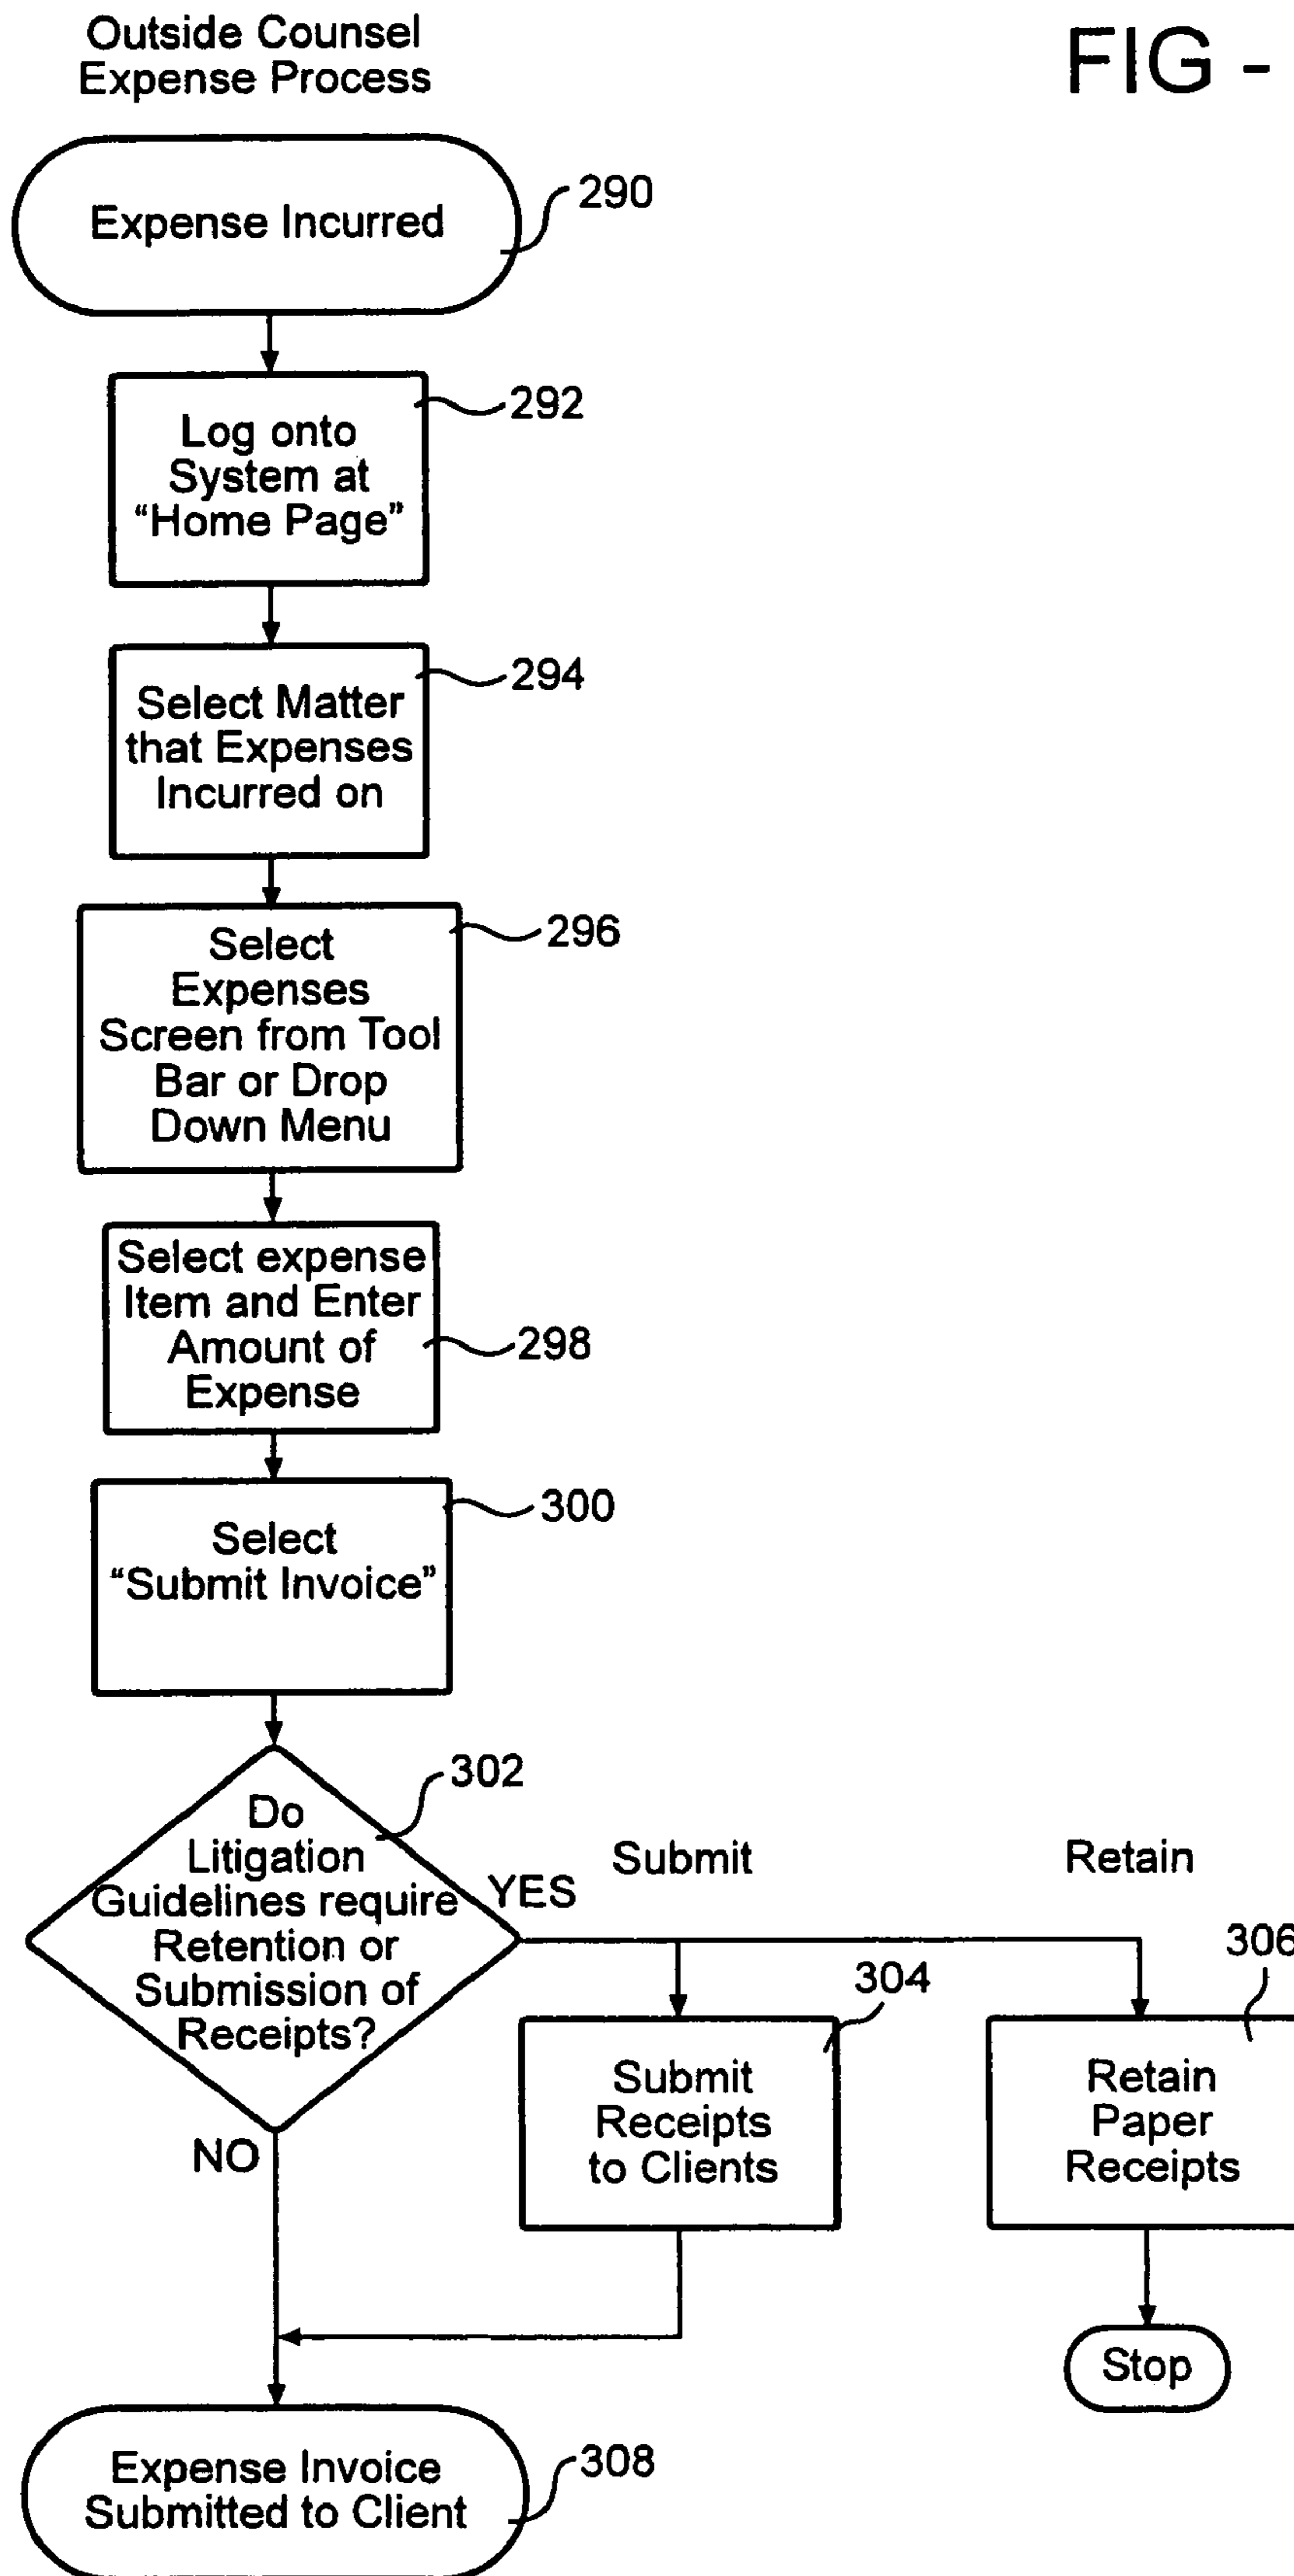 Outside Counsel
Expense Process
FIG -
Expense Incurred
290
Log onto
System at
“Home Page”
292
Select Matter
that Expenses
Incurred on
294
Select
Expenses
Screen from Tool
Bar or Drop
Down Menu
296
Select expense
Item and Enter
Amount of
Expense
298
Select
“Submit Invoice”
300
Do
Litigation
Guidelines require
Retention or
Submission of
Receipts?
302
YES
NO
Submit
Retain
304
306
Submit
Receipts
to Clients
Retain
Paper
Receipts
Stop
Expense Invoice
Submitted to Client
308